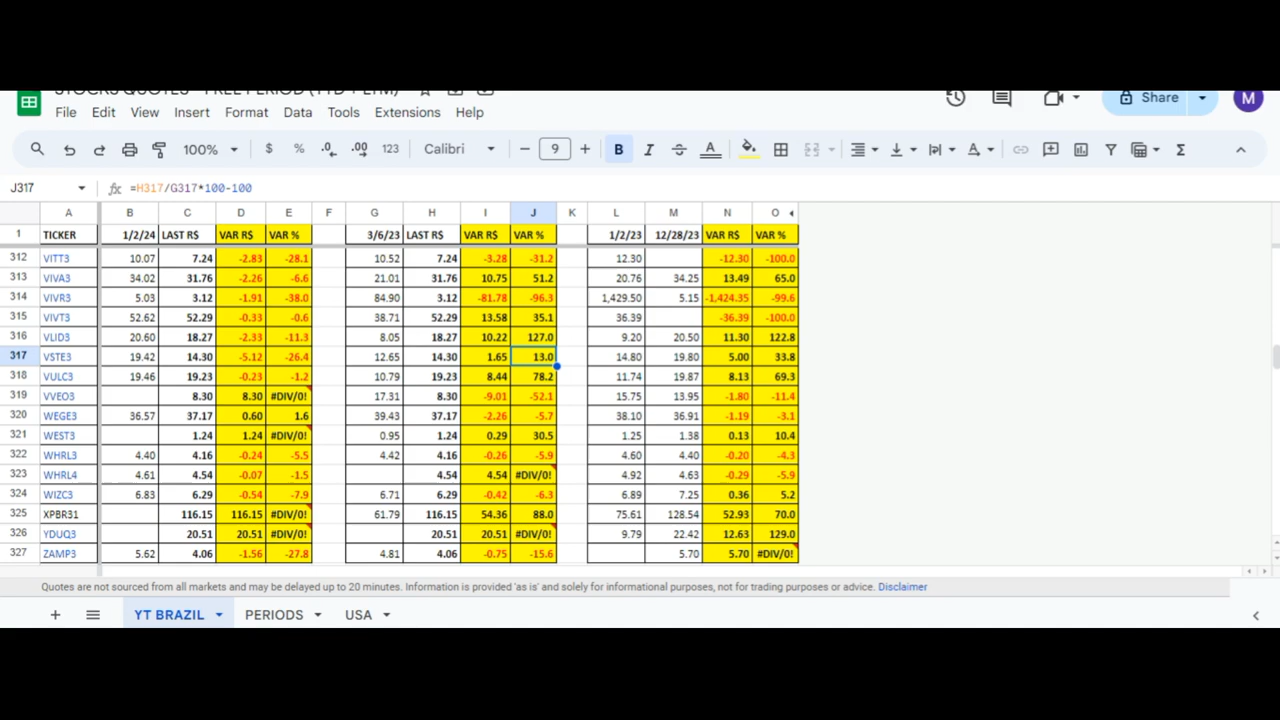 STOCKS QUOTES - FREE PERIOD (YTD + LTM)
File Edit View Insert Format Data Tools Extensions Help
Share M
100% $ % .0 .00 123 Calibri − 9 + B I S A A Σ
J317 fx =H317/G317*100-100
A B C D E F G H I J K L M N O
1 TICKER 1/2/24 LAST R$ VAR R$ VAR % 3/6/23 LAST R$ VAR R$ VAR % 1/2/23 12/28/23 VAR R$ VAR %
312 VITT3 10.07 7.24 -2.83 -28.1 10.52 7.24 -3.28 -31.2 12.30 -12.30 -100.0
313 VIVA3 34.02 31.76 -2.26 -6.6 21.01 31.76 10.75 51.2 20.76 34.25 13.49 65.0
314 VIVR3 5.03 3.12 -1.91 -38.0 84.90 3.12 -81.78 -96.3 1,429.50 5.15 -1,424.35 -99.6
315 VIVT3 52.62 52.29 -0.33 -0.6 38.71 52.29 13.58 35.1 36.39 -36.39 -100.0
316 VLID3 20.60 18.27 -2.33 -11.3 8.05 18.27 10.22 127.0 9.20 20.50 11.30 122.8
317 VSTE3 19.42 14.30 -5.12 -26.4 12.65 14.30 1.65 13.0 14.80 19.80 5.00 33.8
318 VULC3 19.46 19.23 -0.23 -1.2 10.79 19.23 8.44 78.2 11.74 19.87 8.13 69.3
319 VVEO3 8.30 8.30 #DIV/0! 17.31 8.30 -9.01 -52.1 15.75 13.95 -1.80 -11.4
320 WEGE3 36.57 37.17 0.60 1.6 39.43 37.17 -2.26 -5.7 38.10 36.91 -1.19 -3.1
321 WEST3 1.24 1.24 #DIV/0! 0.95 1.24 0.29 30.5 1.25 1.38 0.13 10.4
322 WHRL3 4.40 4.16 -0.24 -5.5 4.42 4.16 -0.26 -5.9 4.60 4.40 -0.20 -4.3
323 WHRL4 4.61 4.54 -0.07 -1.5 4.54 4.54 #DIV/0! 4.92 4.63 -0.29 -5.9
324 WIZC3 6.83 6.29 -0.54 -7.9 6.71 6.29 -0.42 -6.3 6.89 7.25 0.36 5.2
325 XPBR31 116.15 116.15 #DIV/0! 61.79 116.15 54.36 88.0 75.61 128.54 52.93 70.0
326 YDUQ3 20.51 20.51 #DIV/0! 20.51 20.51 #DIV/0! 9.79 22.42 12.63 129.0
327 ZAMP3 5.62 4.06 -1.56 -27.8 4.81 4.06 -0.75 -15.6 5.70 5.70 #DIV/0!
Quotes are not sourced from all markets and may be delayed up to 20 minutes. Information is provided 'as is' and solely for informational purposes, not for trading purposes or advice. Disclaimer
+ YT BRAZIL PERIODS USA